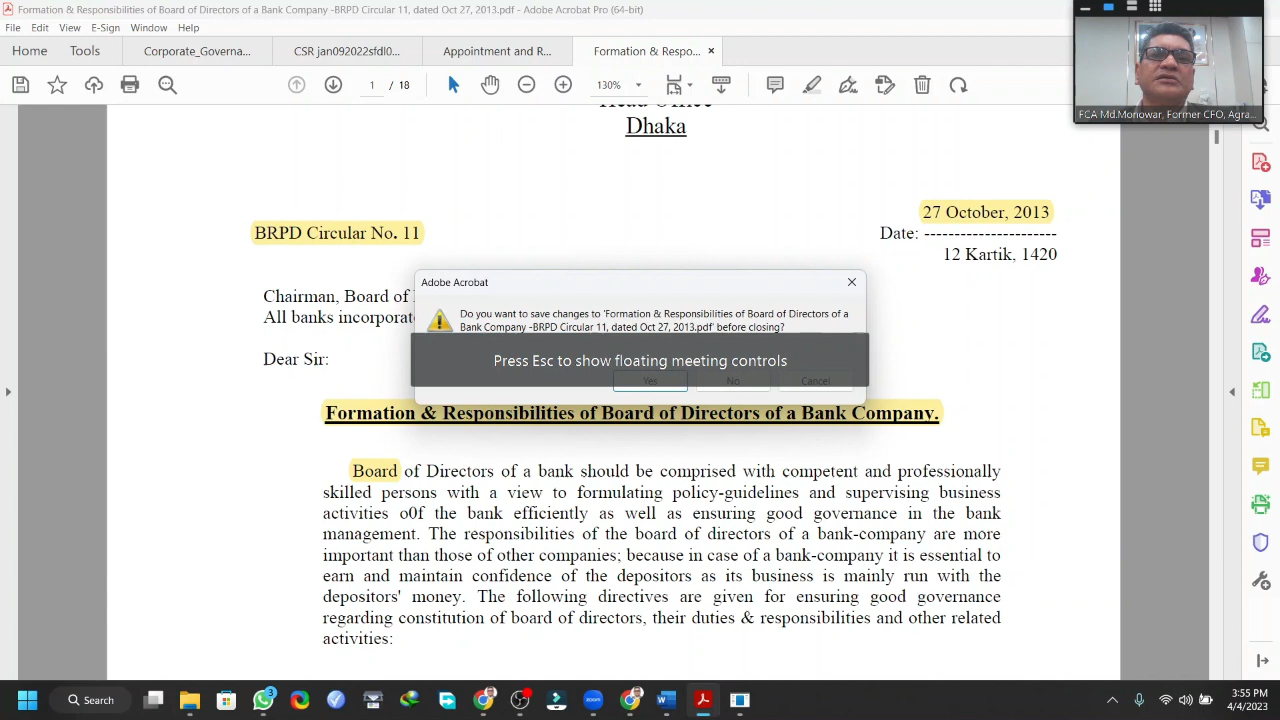 Formation & Responsibilities of Board of Directors of a Bank Company -BRPD Circular 11, dated Oct 27, 2013.pdf - Adobe Acrobat Pro (64-bit)
File Edit View E-Sign Window Help
Home Tools Corporate_Governa... CSR jan092022sfdl0... Appointment and R... Formation & Respo... ×
1 / 18 130%
FCA Md.Monowar, Former CFO, Agra...
Head Office
Dhaka
27 October, 2013
BRPD Circular No. 11
Date: ---------------------
12 Kartik, 1420
Adobe Acrobat
Chairman, Board of
Do you want to save changes to 'Formation & Responsibilities of Board of Directors of a
All banks incorporate
Bank Company -BRPD Circular 11, dated Oct 27, 2013.pdf' before closing?
Dear Sir:
Press Esc to show floating meeting controls
Yes No Cancel
Formation & Responsibilities of Board of Directors of a Bank Company.
Board of Directors of a bank should be comprised with competent and professionally
skilled persons with a view to formulating policy-guidelines and supervising business
activities o0f the bank efficiently as well as ensuring good governance in the bank
management. The responsibilities of the board of directors of a bank-company are more
important than those of other companies; because in case of a bank-company it is essential to
earn and maintain confidence of the depositors as its business is mainly run with the
depositors' money. The following directives are given for ensuring good governance
regarding constitution of board of directors, their duties & responsibilities and other related
activities:
Search
3
3:55 PM
4/4/2023